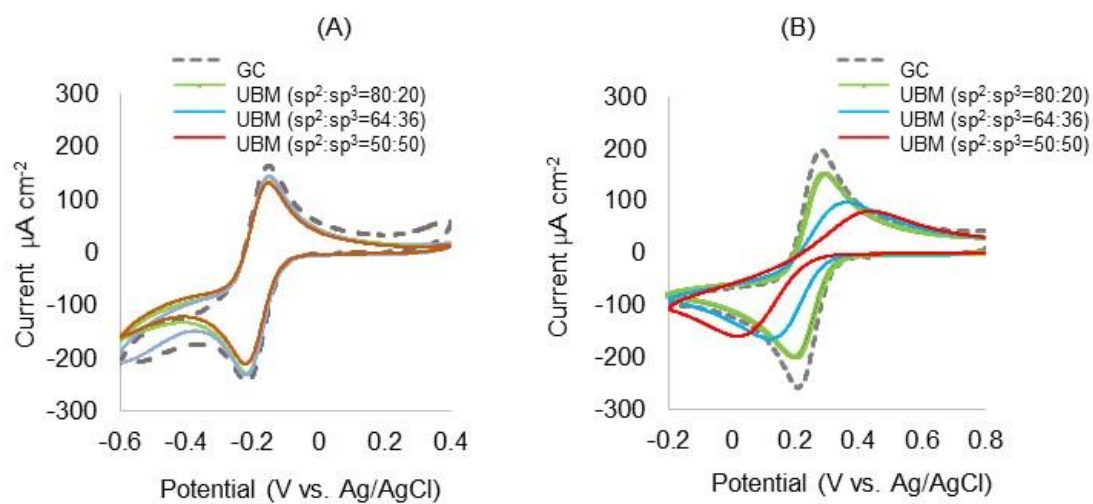 (A)
GC
UBM (sp²:sp³=80:20)
UBM (sp²:sp³=64:36)
UBM (sp²:sp³=50:50)
300
200
100
0
-100
-200
-300
Current µA cm⁻²
-0.6 -0.4 -0.2 0 0.2 0.4
Potential (V vs. Ag/AgCl)
(B)
GC
UBM (sp²:sp³=80:20)
UBM (sp²:sp³=64:36)
UBM (sp²:sp³=50:50)
300
200
100
0
-100
-200
-300
Current µA cm⁻²
-0.2 0 0.2 0.4 0.6 0.8
Potential (V vs. Ag/AgCl)